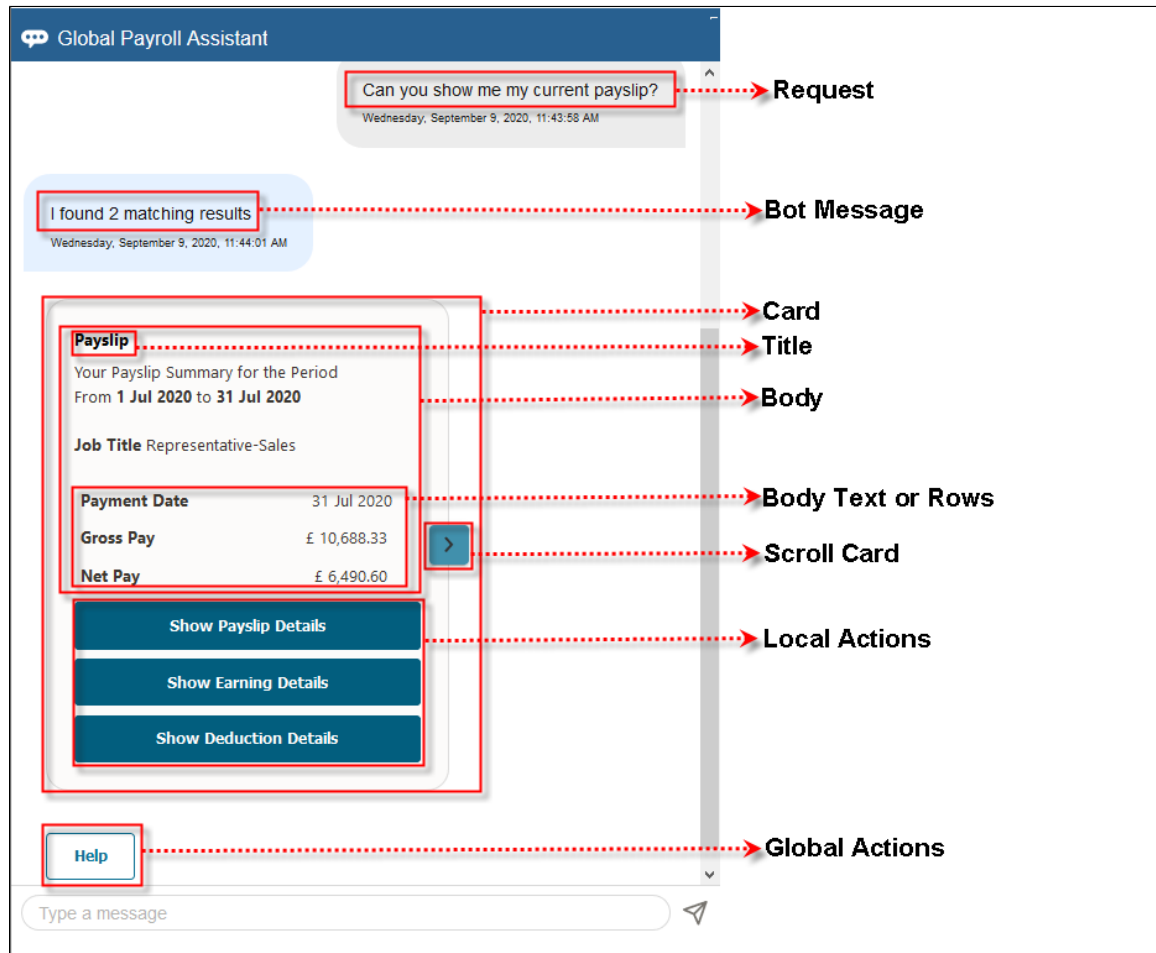 Global Payroll Assistant
Can you show me my current payslip?
Wednesday, September 9, 2020, 11:43:58 AM
Request
I found 2 matching results
Wednesday, September 9, 2020, 11:44:01 AM
Bot Message
Card
Payslip
Title
Your Payslip Summary for the Period
From 1 Jul 2020 to 31 Jul 2020
Body
Job Title Representative-Sales
Payment Date 31 Jul 2020
Body Text or Rows
Gross Pay £ 10,688.33
>
Scroll Card
Net Pay £ 6,490.60
Show Payslip Details
Local Actions
Show Earning Details
Show Deduction Details
Help
Global Actions
Type a message